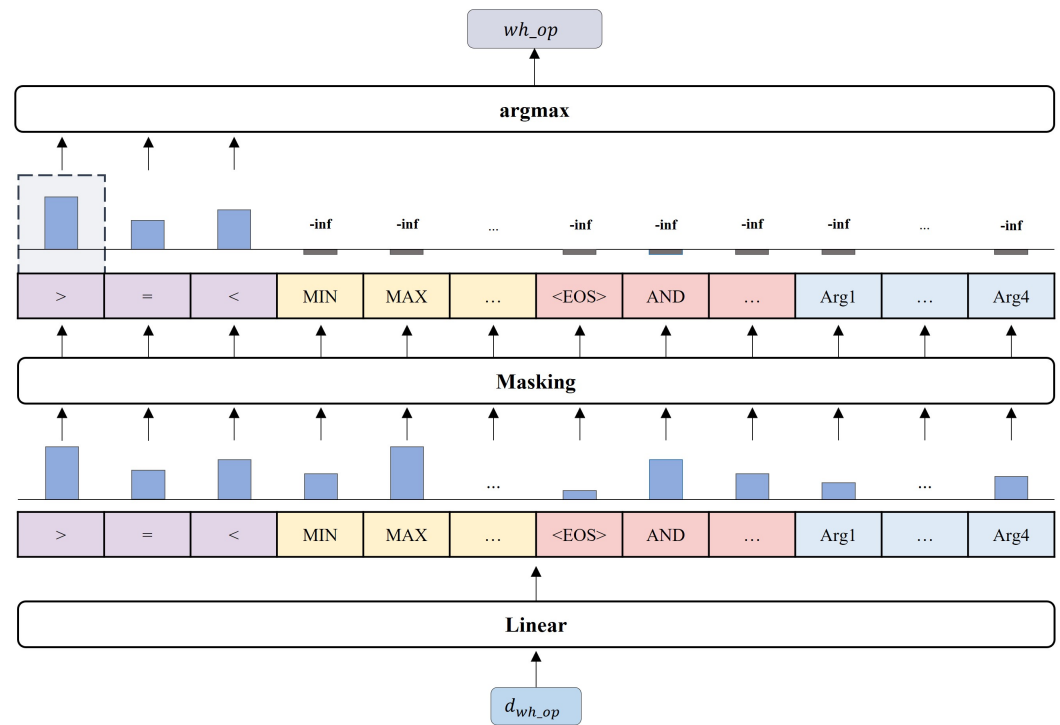 wh_op
argmax
-inf -inf ... -inf -inf -inf -inf ... -inf
> = < MIN MAX ... <EOS> AND ... Arg1 ... Arg4
Masking
... ...
> = < MIN MAX ... <EOS> AND ... Arg1 ... Arg4
Linear
d_wh_op